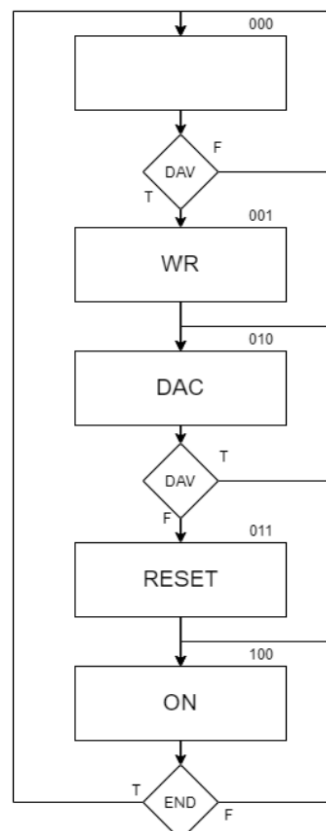 000
F
DAV
T
001
WR
010
DAC
T
DAV
F
011
RESET
100
ON
T
END
F